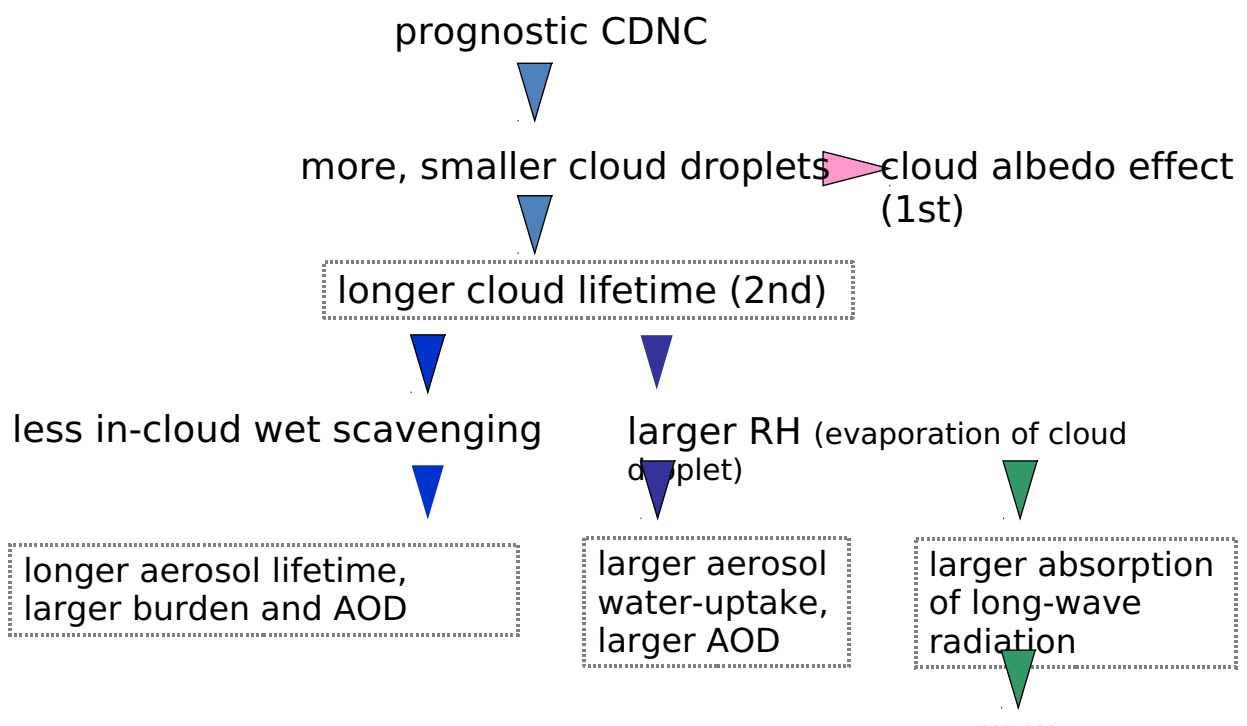 prognostic CDNC
more, smaller cloud droplets
cloud albedo effect
(1st)
longer cloud lifetime (2nd)
less in-cloud wet scavenging
larger RH (evaporation of cloud
droplet)
longer aerosol lifetime,
larger burden and AOD
larger aerosol
water-uptake,
larger AOD
larger absorption
of long-wave
radiation